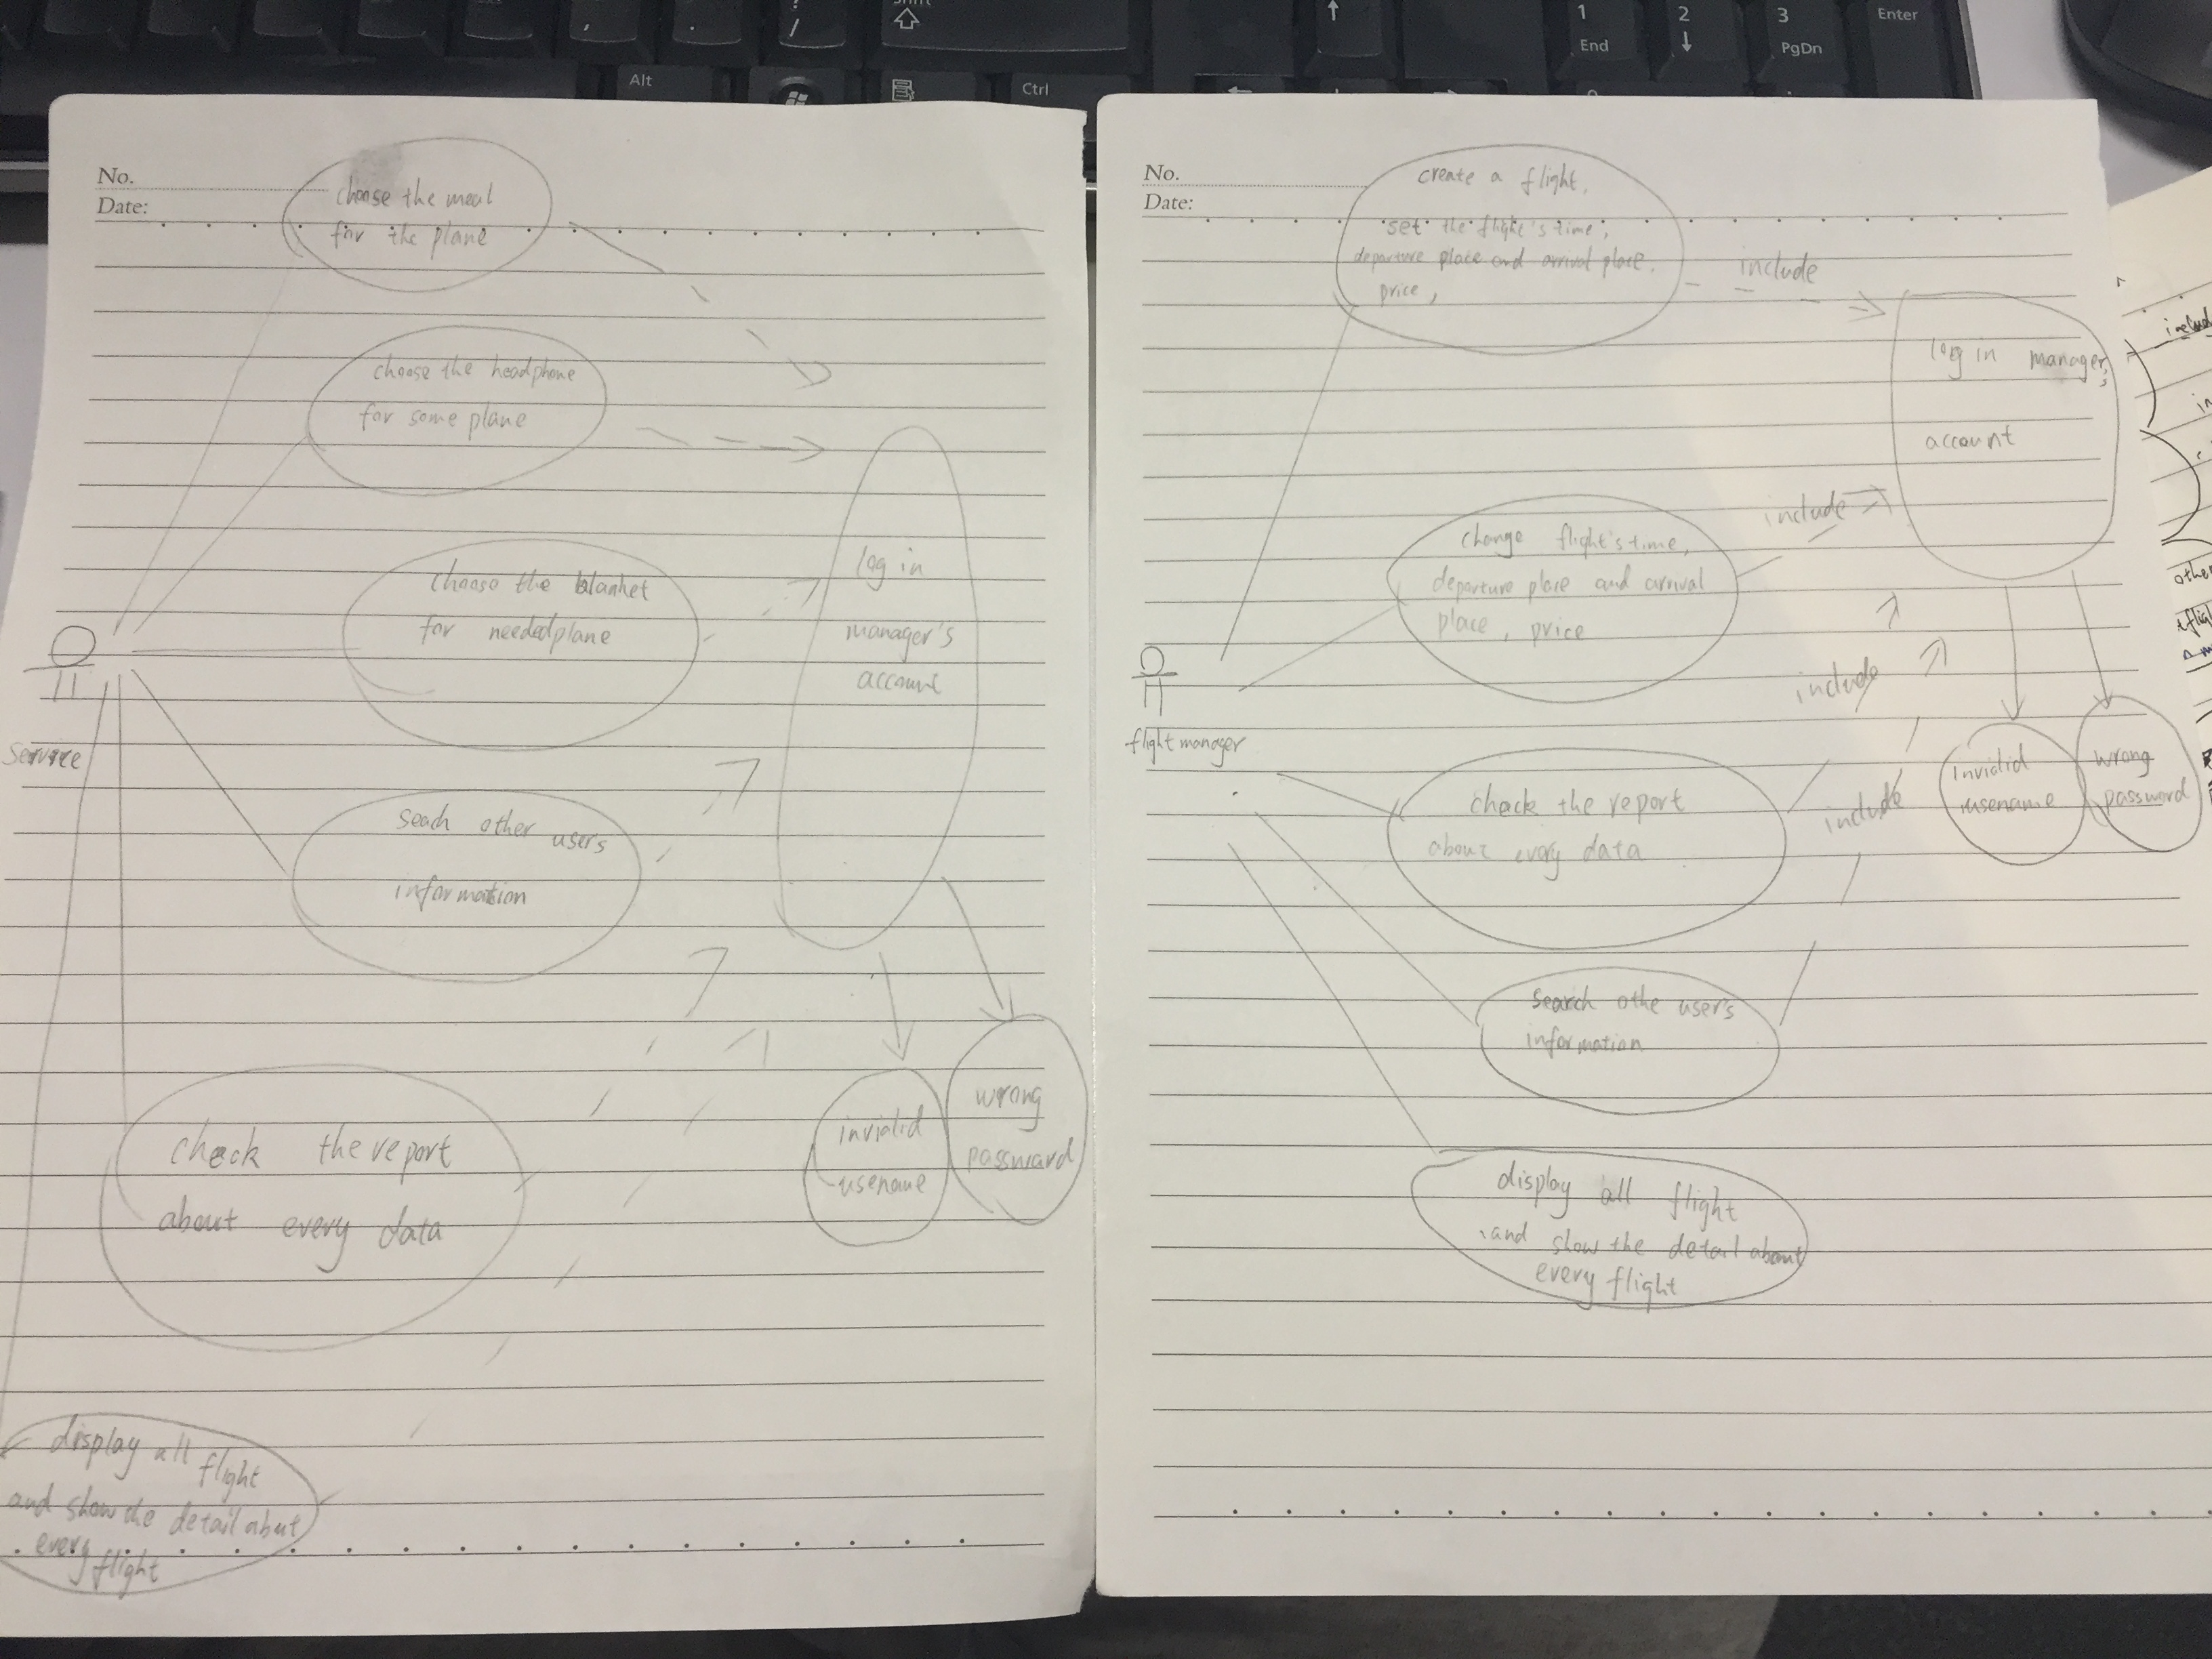 Shift
Alt
Ctrl
? /
, .
1
End
2
3
PgDn
Enter
No.
Date:
choose the meal
for the plane
choose the headphone
for some plane
choose the blanket
for needed plane
log in
manager's
account
Service
seach other users
information
check the report
about every data
invialid
usename
wrong
password
display all flight
and show the detail abut
every flight
No.
Date:
create a flight,
set the flight's time,
departure place and arrival place.
price,
include
log in manager's
account
change flight's time,
departure place and arrival
place, price
include
flight manager
include
check the report
about every data
include
invialid
usename
wrong
password
search othe user's
information
display all flight
and show the detail about
every flight